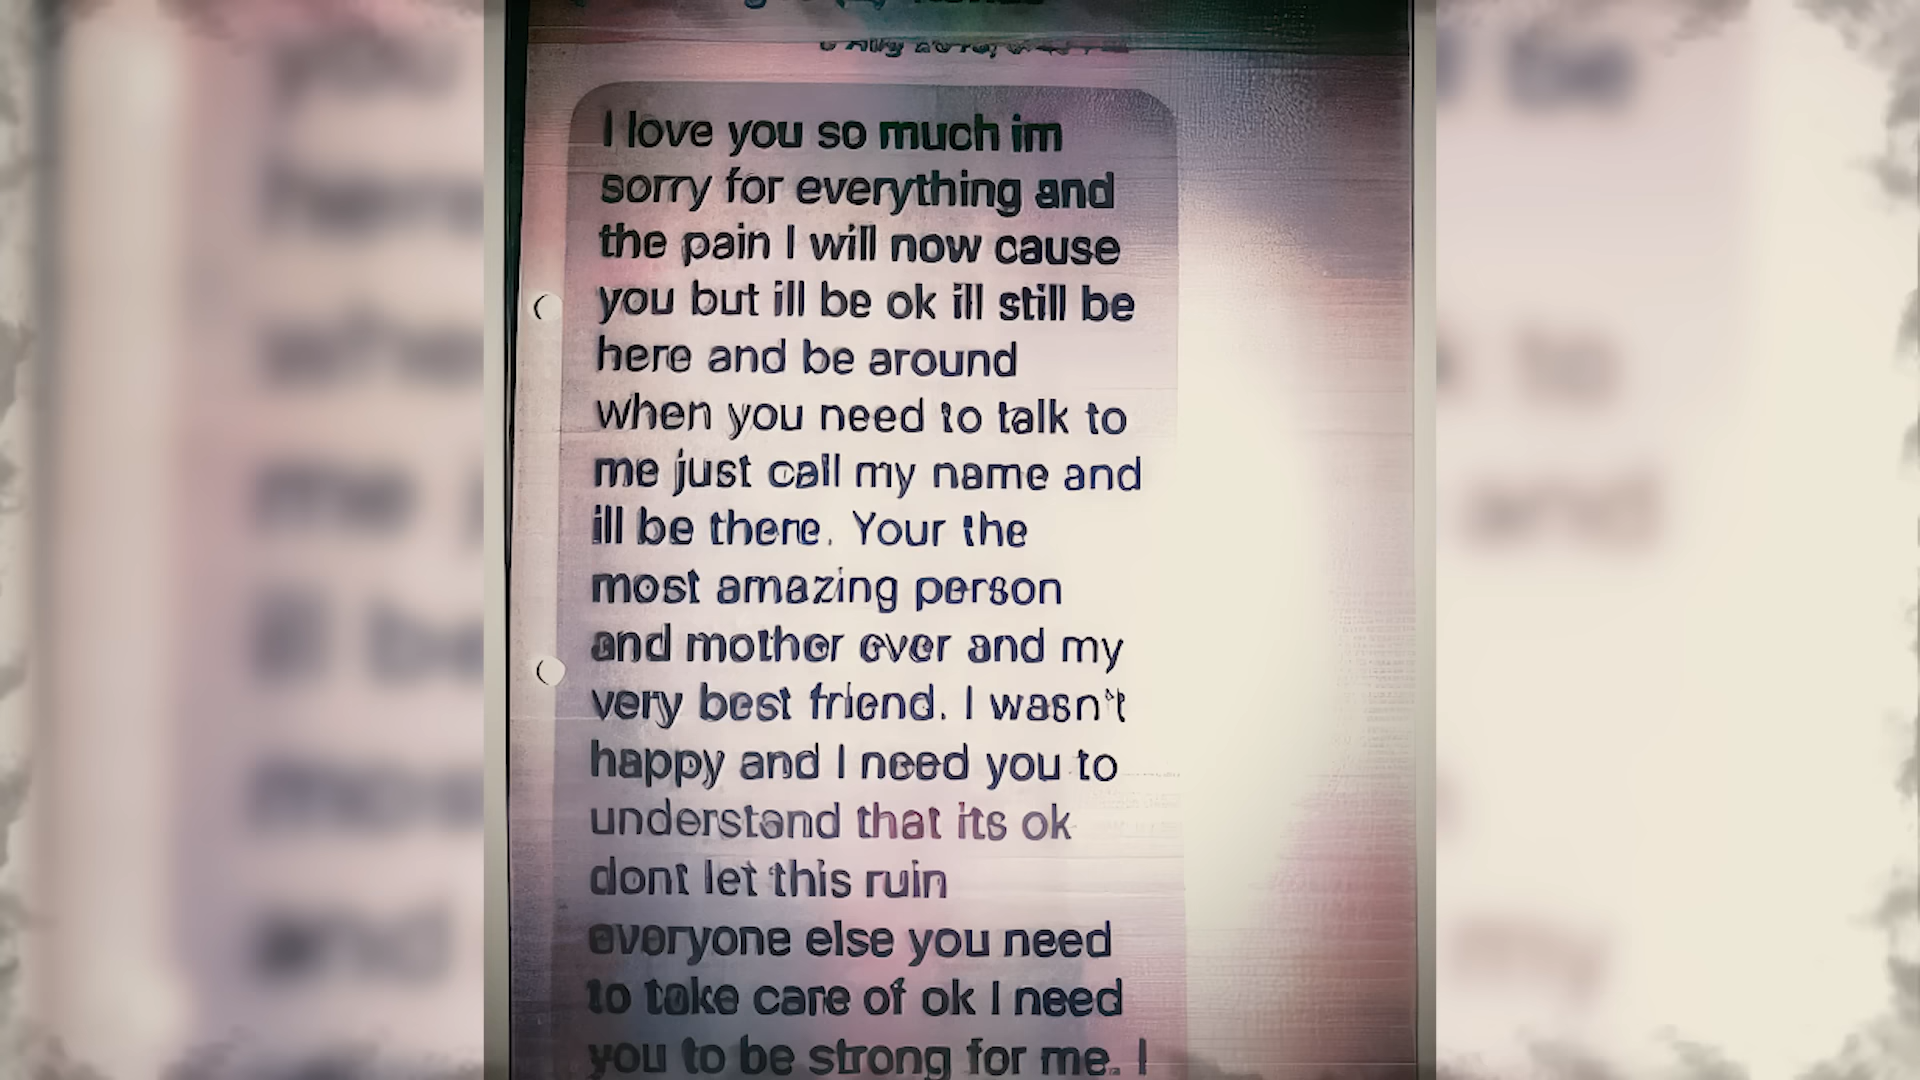 I love you so much im
sorry for everything and
the pain I will now cause
you but ill be ok ill still be
here and be around
when you need to talk to
me just call my name and
ill be there. Your the
most amazing person
and mother ever and my
very best friend. I wasn't
happy and I need you to
understand that its ok
dont let this ruin
everyone else you need
to take care of ok I need
you to be strong for me. I